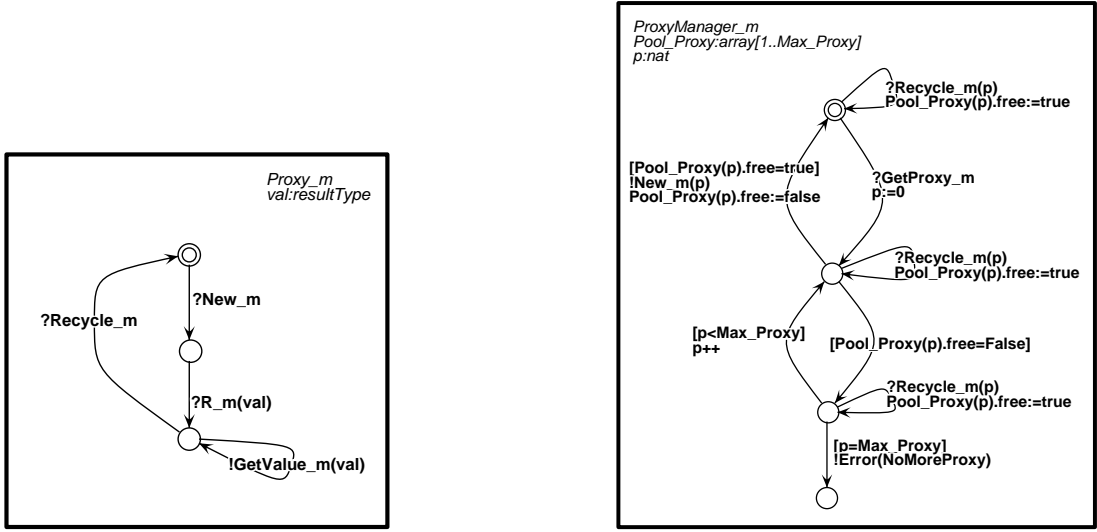 Proxy_m
val:resultType
?New_m
?Recycle_m
?R_m(val)
!GetValue_m(val)
ProxyManager_m
Pool_Proxy:array[1..Max_Proxy]
p:nat
?Recycle_m(p)
Pool_Proxy(p).free:=true
[Pool_Proxy(p).free=true]
!New_m(p)
Pool_Proxy(p).free:=false
?GetProxy_m
p:=0
?Recycle_m(p)
Pool_Proxy(p).free:=true
[p<Max_Proxy]
p++
[Pool_Proxy(p).free=False]
?Recycle_m(p)
Pool_Proxy(p).free:=true
[p=Max_Proxy]
!Error(NoMoreProxy)